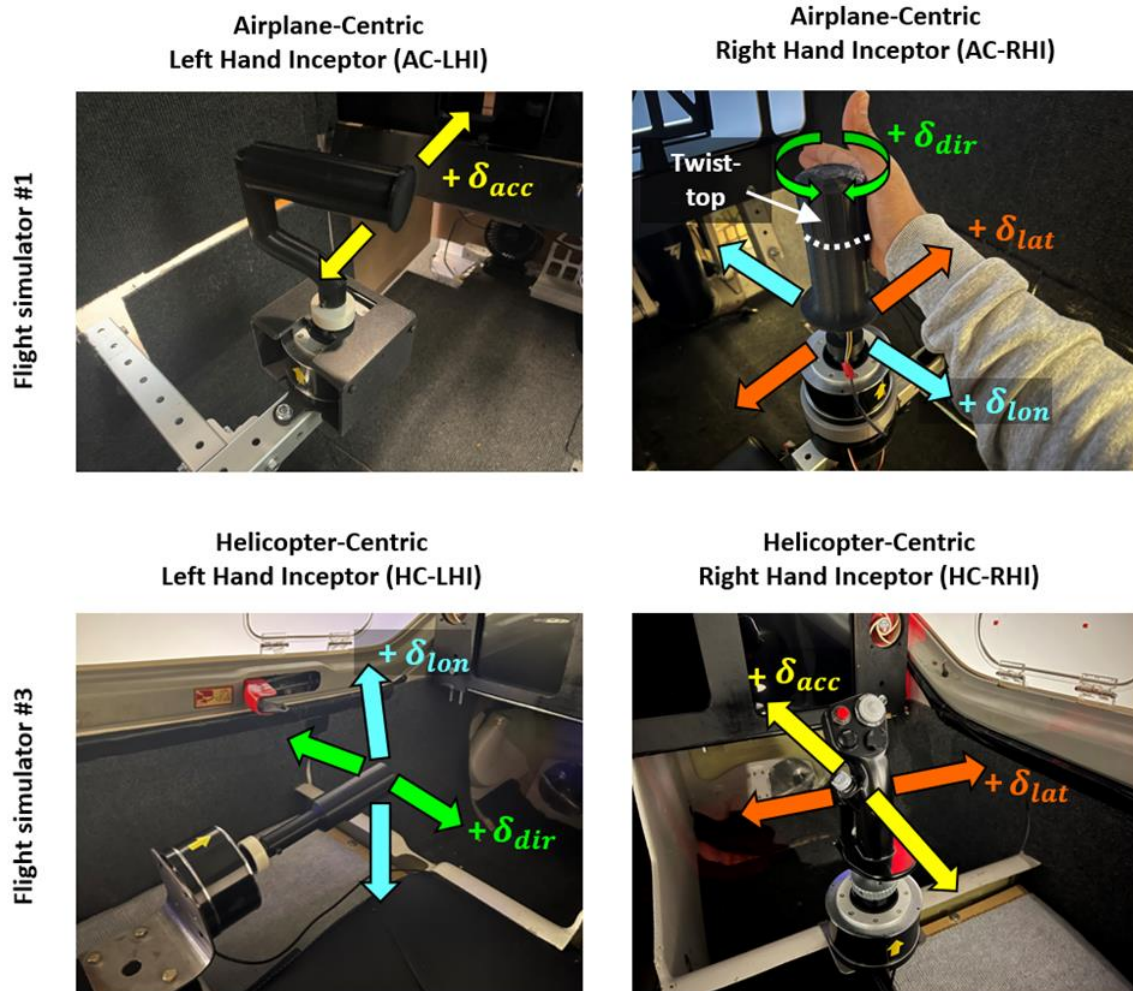 Airplane-Centric
Left Hand Inceptor (AC-LHI)
Airplane-Centric
Right Hand Inceptor (AC-RHI)
Flight simulator #1
+ δacc
+ δdir
Twist-
top
+ δlat
+ δlon
Helicopter-Centric
Left Hand Inceptor (HC-LHI)
Helicopter-Centric
Right Hand Inceptor (HC-RHI)
Flight simulator #3
+ δlon
+ δdir
+ δacc
+ δlat